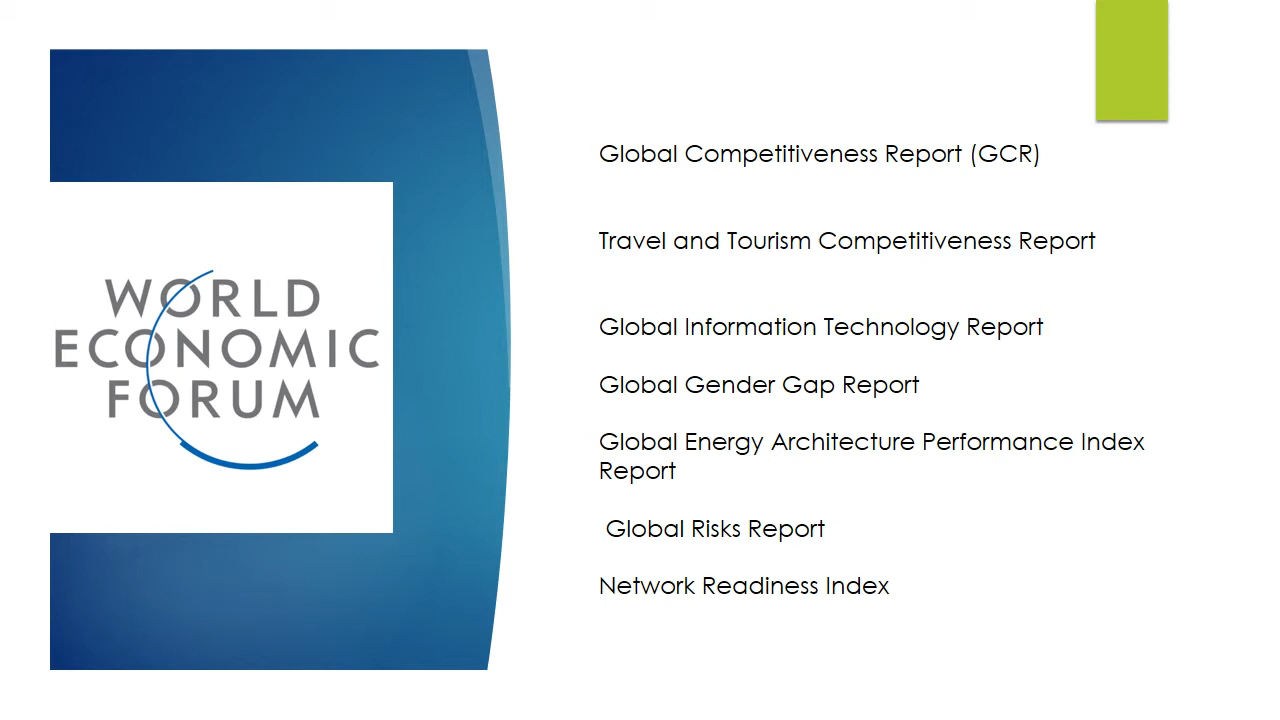 WORLD
ECONOMIC
FORUM
Global Competitiveness Report (GCR)
Travel and Tourism Competitiveness Report
Global Information Technology Report
Global Gender Gap Report
Global Energy Architecture Performance Index
Report
Global Risks Report
Network Readiness Index